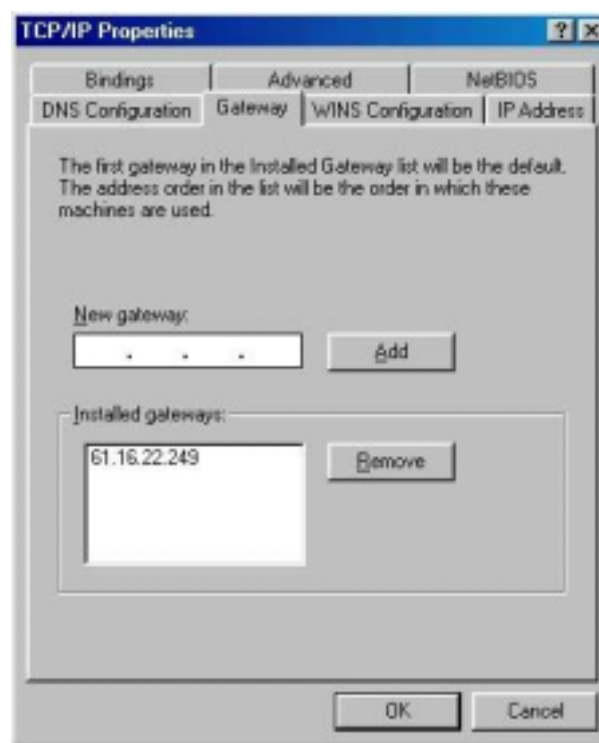 TCP/IP Properties
Bindings
Advanced
NetBIOS
DNS Configuration
Gateway
WINS Configuration
IP Address
The first gateway in the Installed Gateway list will be the default.
The address order in the list will be the order in which these
machines are used.
New gateway:
. . .
Add
Installed gateways:
61.16.22.249
Remove
OK
Cancel